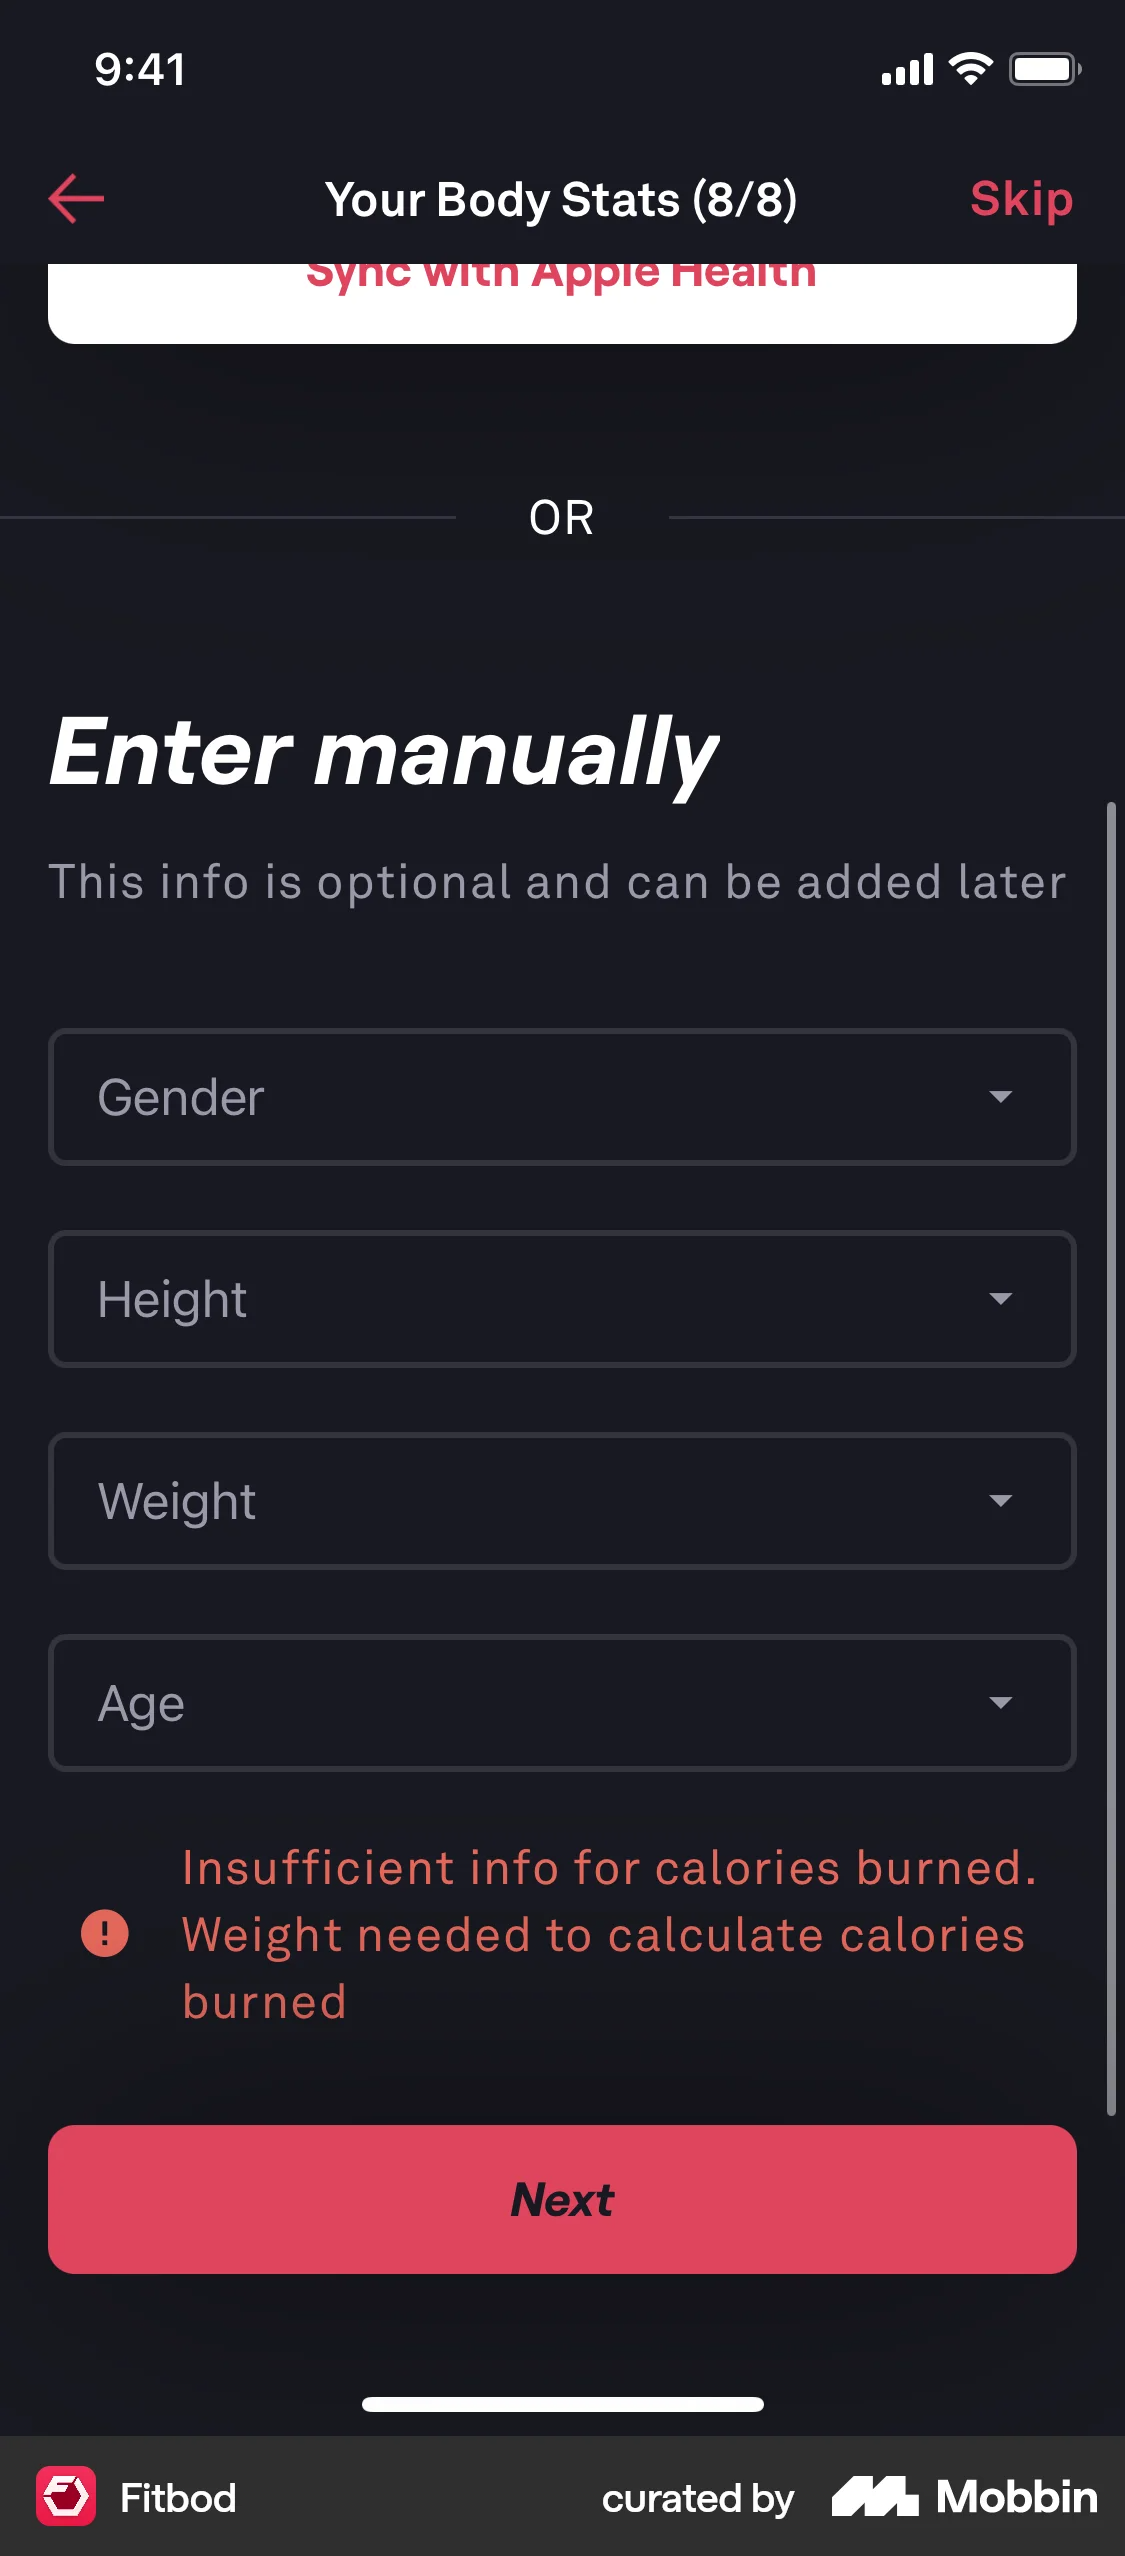 9:41
Your Body Stats (8/8)
Skip
Sync with Apple Health
OR
Enter manually
This info is optional and can be added later
Gender
Height
Weight
Age
Insufficient info for calories burned.
Weight needed to calculate calories
burned
Next
Fitbod
curated by
Mobbin